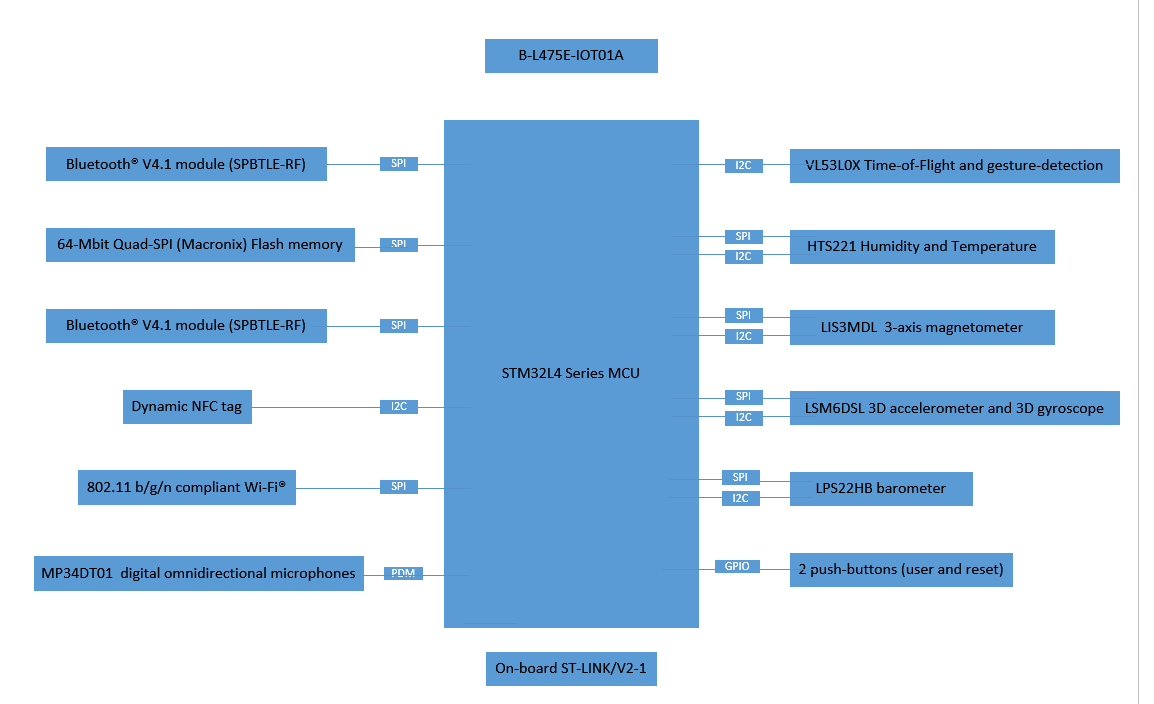 B-L475E-IOT01A
Bluetooth® V4.1 module (SPBTLE-RF)
SPI
I2C
VL53L0X Time-of-Flight and gesture-detection
64-Mbit Quad-SPI (Macronix) Flash memory
SPI
SPI
I2C
HTS221 Humidity and Temperature
Bluetooth® V4.1 module (SPBTLE-RF)
SPI
SPI
I2C
LIS3MDL 3-axis magnetometer
STM32L4 Series MCU
Dynamic NFC tag
I2C
SPI
I2C
LSM6DSL 3D accelerometer and 3D gyroscope
802.11 b/g/n compliant Wi-Fi®
SPI
SPI
I2C
LPS22HB barometer
MP34DT01 digital omnidirectional microphones
PDM
GPIO
2 push-buttons (user and reset)
On-board ST-LINK/V2-1